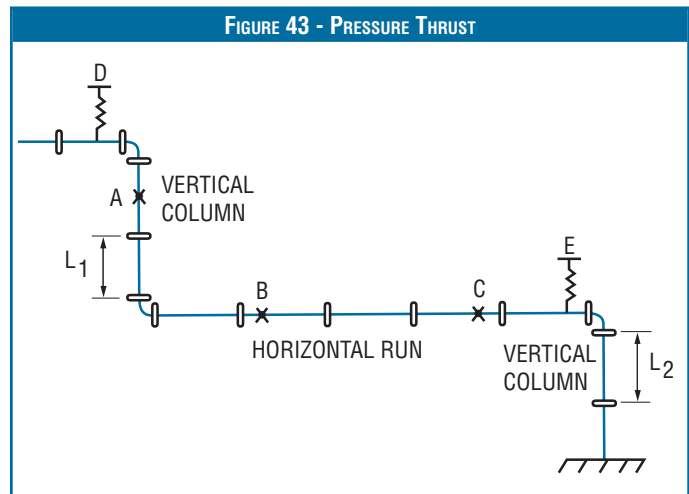 FIGURE 43 - PRESSURE THRUST
D
A
VERTICAL
COLUMN
L1
B
C
E
HORIZONTAL RUN
VERTICAL
COLUMN
L2